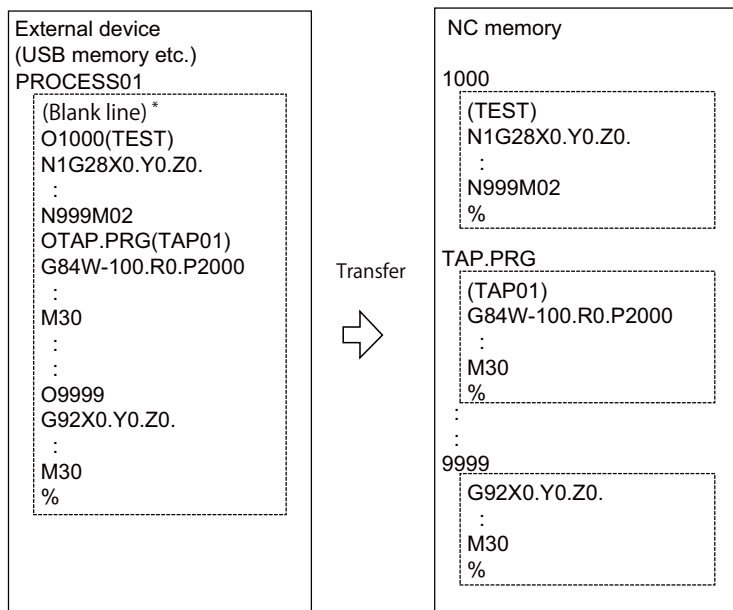 External device
(USB memory etc.)
PROCESS01
(Blank line) *
O1000(TEST)
N1G28X0.Y0.Z0.
:
N999M02
OTAP.PRG(TAP01)
G84W-100.R0.P2000
:
M30
:
:
O9999
G92X0.Y0.Z0.
:
M30
%
Transfer
NC memory
1000
(TEST)
N1G28X0.Y0.Z0.
:
N999M02
%
TAP.PRG
(TAP01)
G84W-100.R0.P2000
:
M30
%
:
:
9999
G92X0.Y0.Z0.
:
M30
%